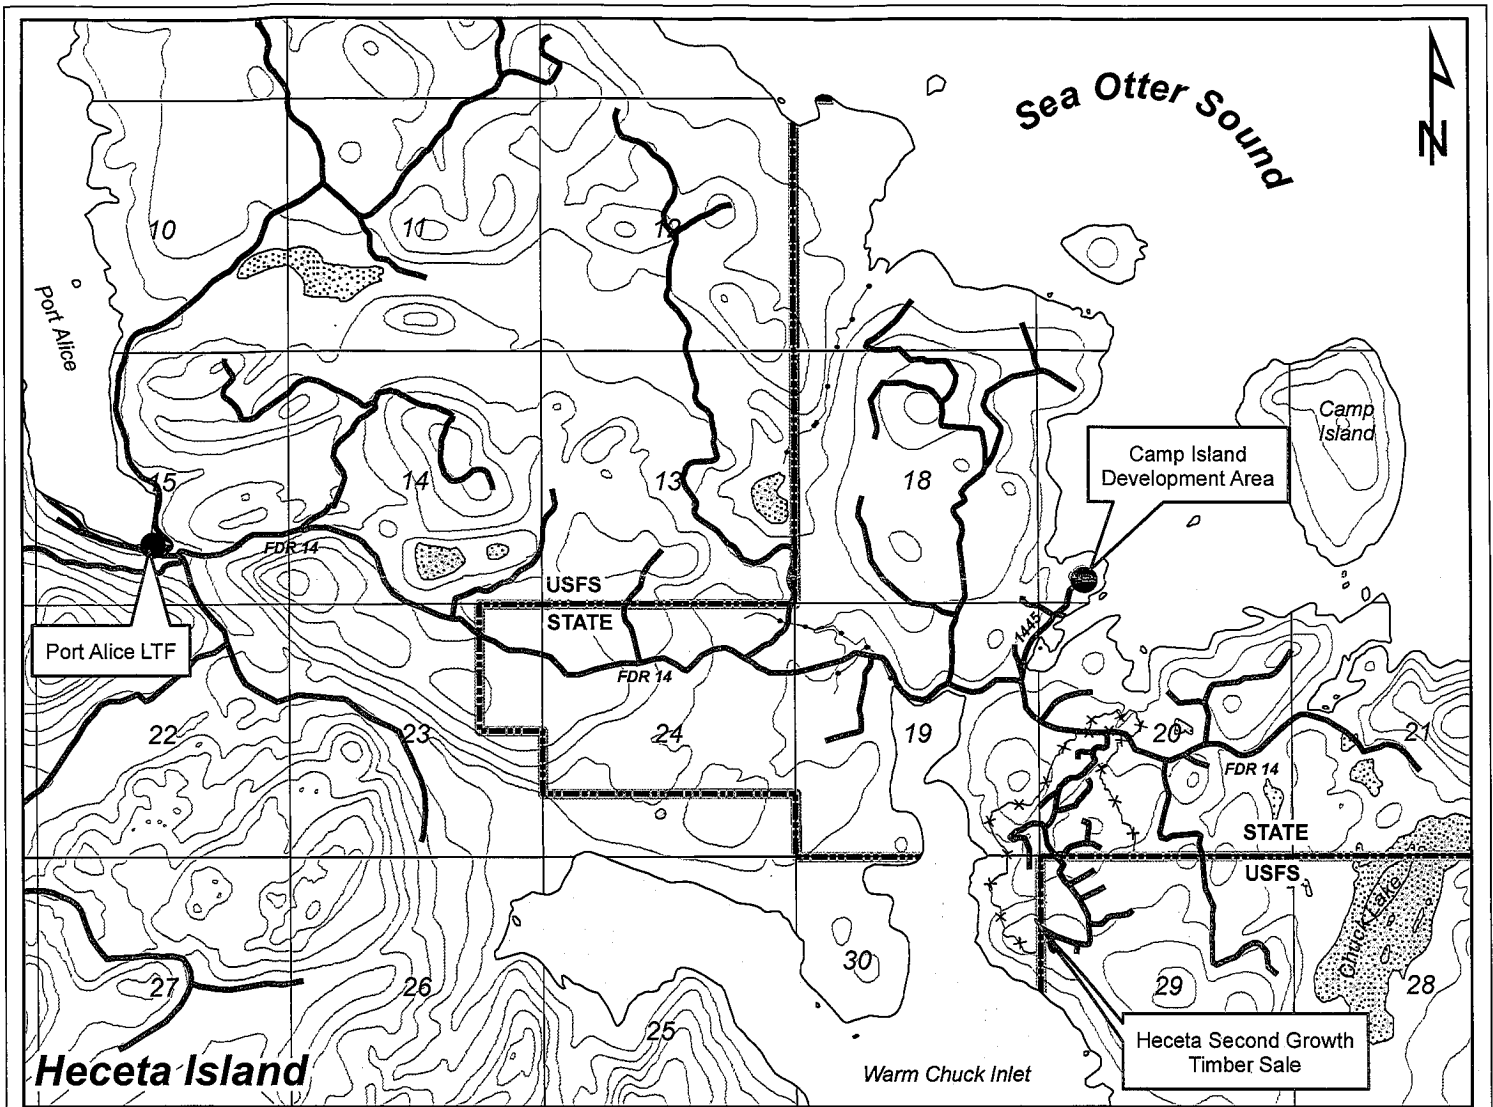 Sea Otter Sound
N
10
11
12
Port Alice
Camp
Island
Camp Island
Development Area
15
14
13
18
FDR 14
USFS
STATE
1445
Port Alice LTF
FDR 14
22
23
24
19
20
21
FDR 14
STATE
USFS
Chuck Lake
30
27
26
29
28
25
Heceta Second Growth
Timber Sale
Heceta Island
Warm Chuck Inlet